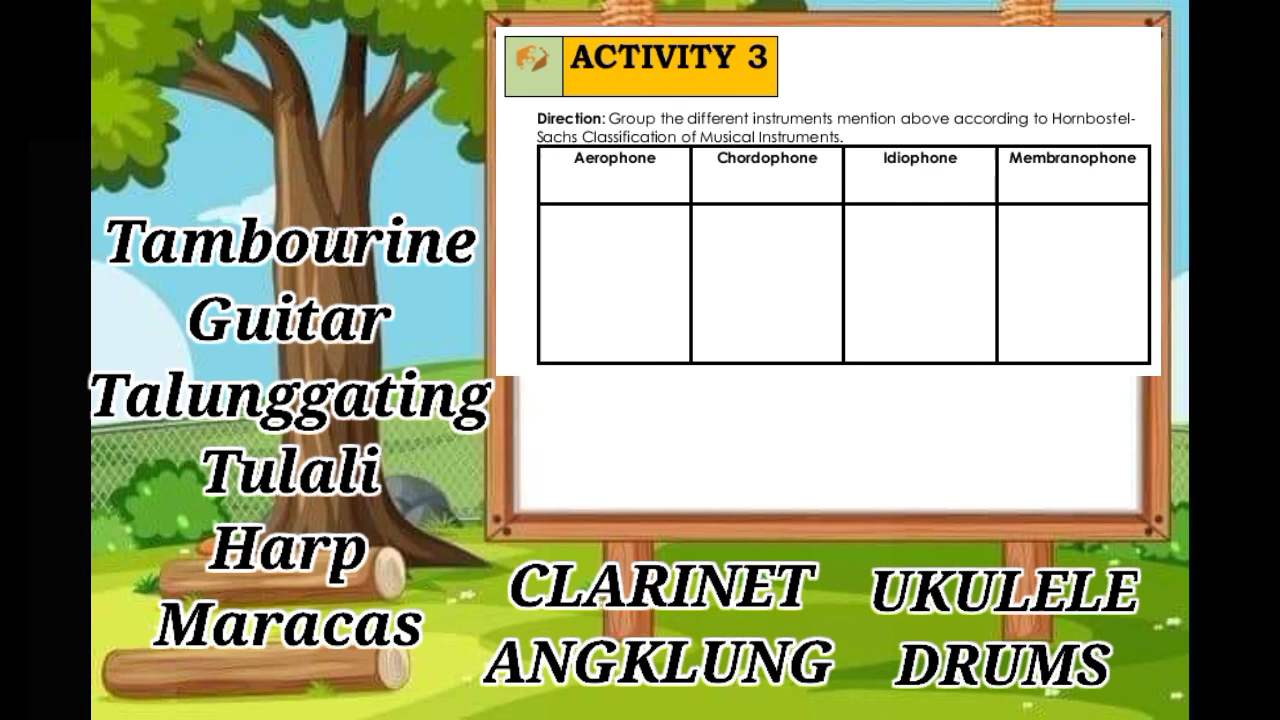 ACTIVITY 3
Direction: Group the different instruments mention above according to Hornbostel-
Sachs Classification of Musical Instruments.
Aerophone Chordophone Idiophone Membranophone
Tambourine
Guitar
Talunggating
Tulali
Harp
Maracas
CLARINET UKULELE
ANGKLUNG DRUMS